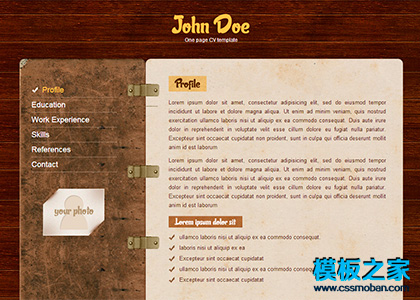 John Doe
One page CV template
Profile
Education
Work Experience
Skills
References
Contact
your photo
Profile
Lorem ipsum dolor sit amet, consectetur adipisicing elit, sed do eiusmod tempor
incididunt ut labore et dolore magna aliqua. Ut enim ad minim veniam, quis nostrud
exercitation ullamco laboris nisi ut aliquip ex ea commodo consequat. Duis aute
irure dolor in reprehenderit in voluptate velit esse cillum dolore eu fugiat nulla pariatur.
Excepteur sint occaecat cupidatat non proident, sunt in culpa qui officia deserunt
mollit anim id est laborum
Lorem ipsum dolor sit amet, consectetur adipisicing elit, sed do eiusmod tempor
incididunt ut labore et dolore magna aliqua. Ut enim ad minim veniam, quis nostrud
exercitation ullamco laboris nisi ut aliquip ex ea commodo consequat. Duis aute
irure dolor in reprehenderit in voluptate velit esse cillum dolore eu fugiat nulla pariatur.
Excepteur sint occaecat cupidatat non proident, sunt in culpa qui officia deserunt
mollit anim id est laborum
Lorem ipsum dolor sit
ullamco laboris nisi ut aliquip ex ea commodo consequat.
laboris nisi ut aliquip ex ea commodo
Excepteur sint occaecat cupidatat
ullamco laboris nisi ut aliquip ex ea
Excepteur sint occaecat cupidatat
模板之家
www.cssmoban.com